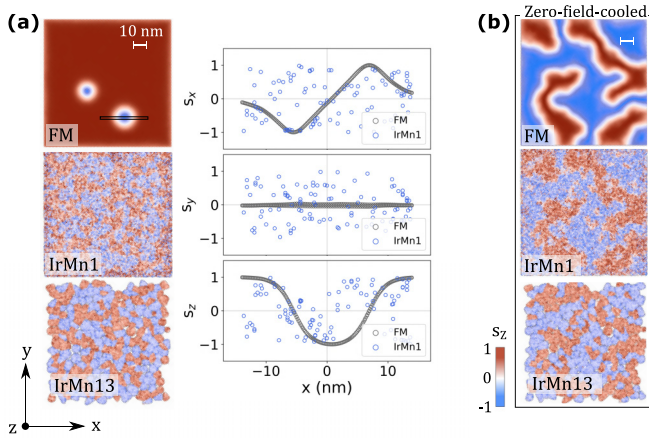 (a)
10 nm
FM
IrMn1
IrMn13
y
z
x
s_x
1
0
−1
FM
IrMn1
s_y
1
0
−1
FM
IrMn1
s_z
1
0
−1
FM
IrMn1
−10
0
10
x (nm)
(b)
Zero-field-cooled
FM
IrMn1
s_z
1
0
-1
IrMn13